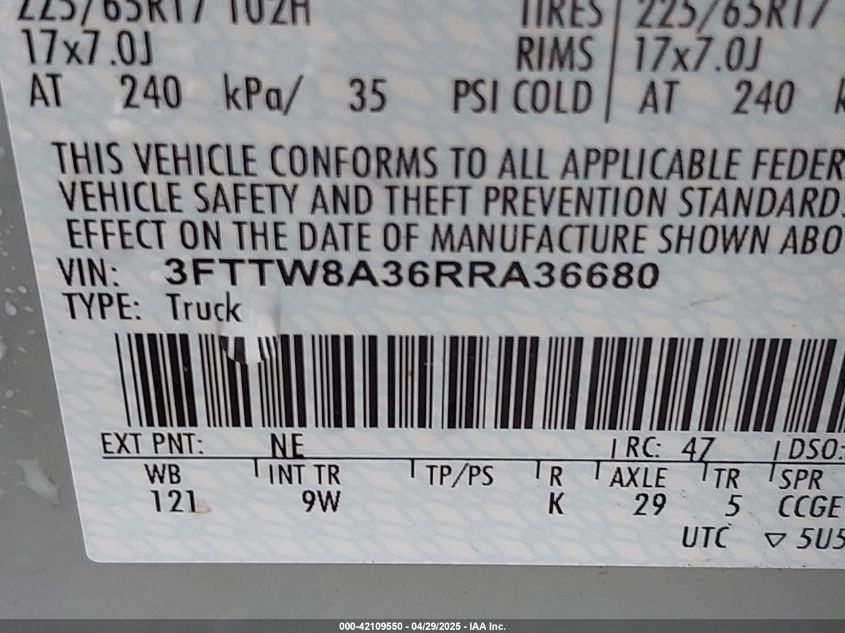 225/65R17 102H TIRES 225/65R17
17x7.0J RIMS 17x7.0J
AT 240 kPa/ 35 PSI COLD AT 240
THIS VEHICLE CONFORMS TO ALL APPLICABLE FEDER
VEHICLE SAFETY AND THEFT PREVENTION STANDARDS
EFFECT ON THE DATE OF MANUFACTURE SHOWN ABO
VIN: 3FTTW8A36RRA36680
TYPE: Truck
EXT PNT: NE RC: 47 DSO:
WB INT TR TP/PS R AXLE TR SPR
121 9W K 29 5 CCGE
UTC ▽ 5U5
000-42109550 - 04/29/2025 - IAA Inc.